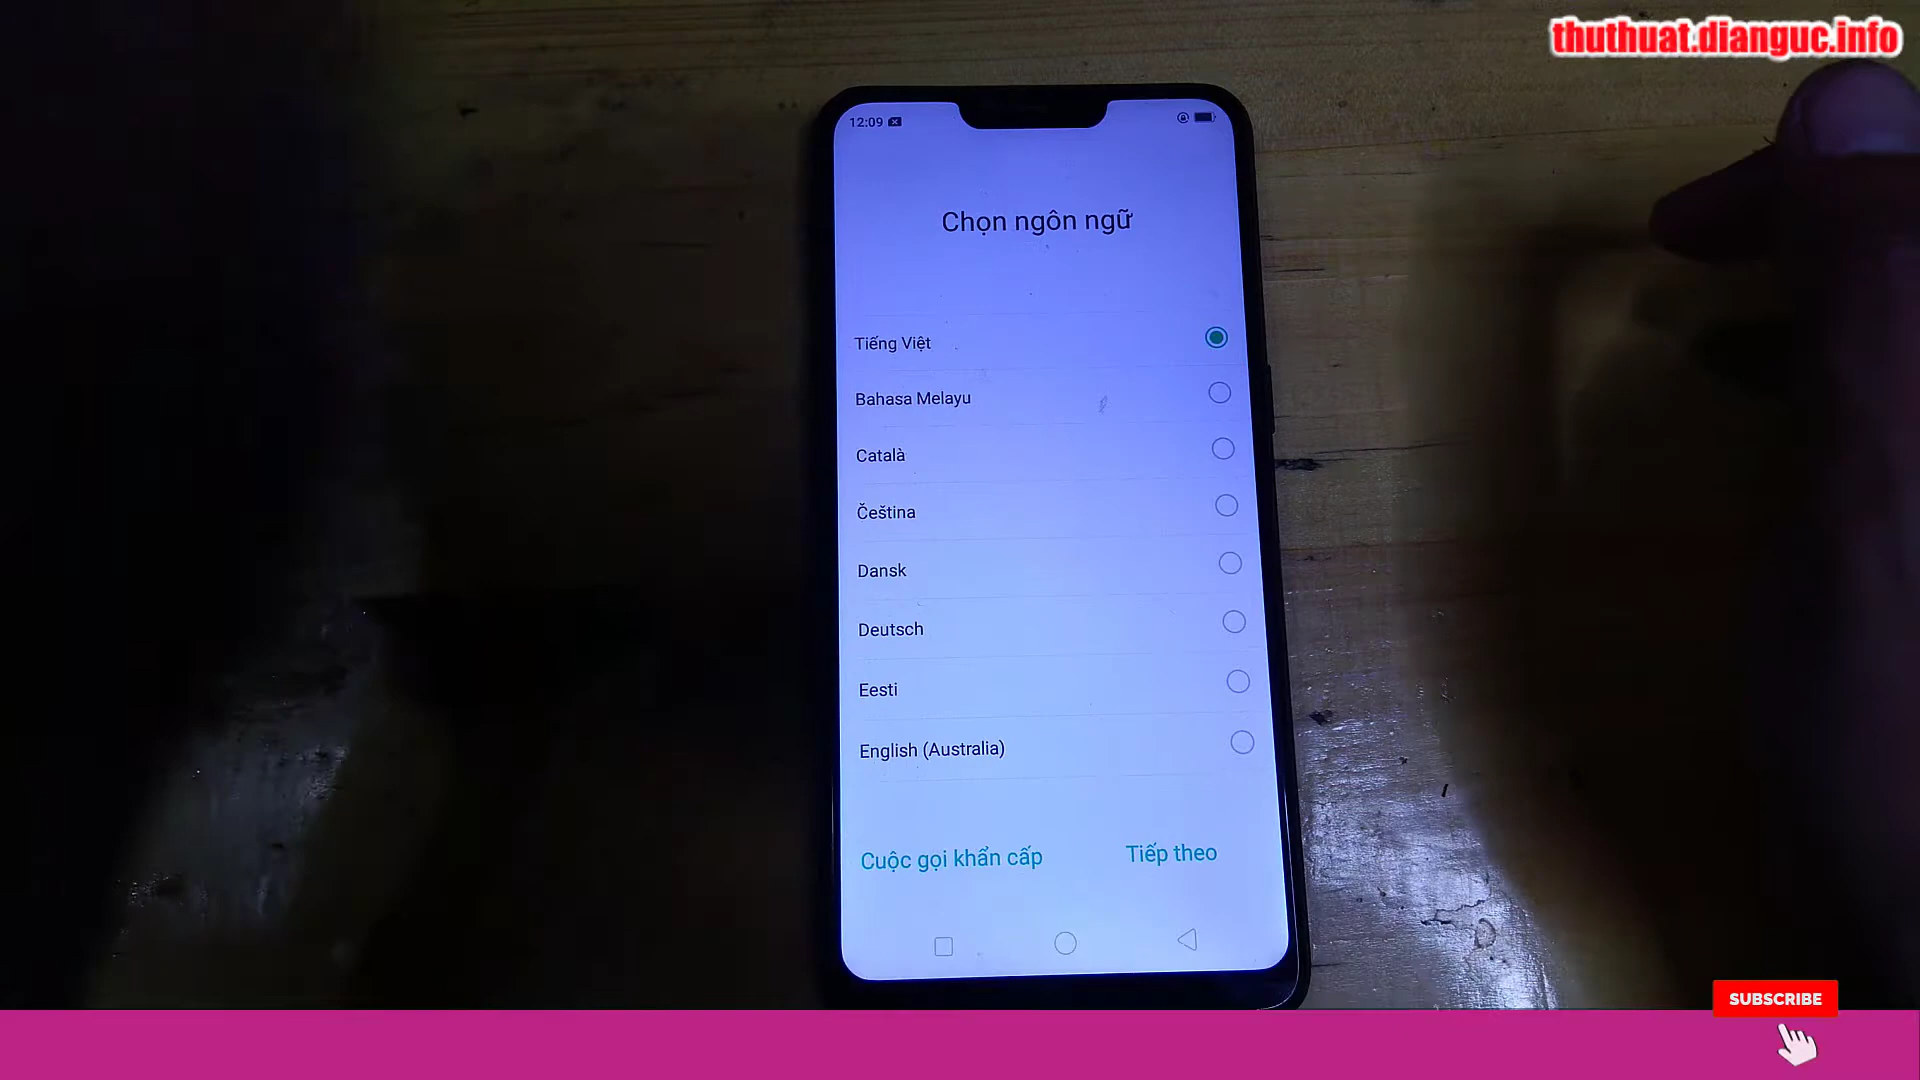 thuthuat.dianguc.info
12:09
Chọn ngôn ngữ
Tiếng Việt
Bahasa Melayu
Català
Čeština
Dansk
Deutsch
Eesti
English (Australia)
Cuộc gọi khẩn cấp
Tiếp theo
SUBSCRIBE